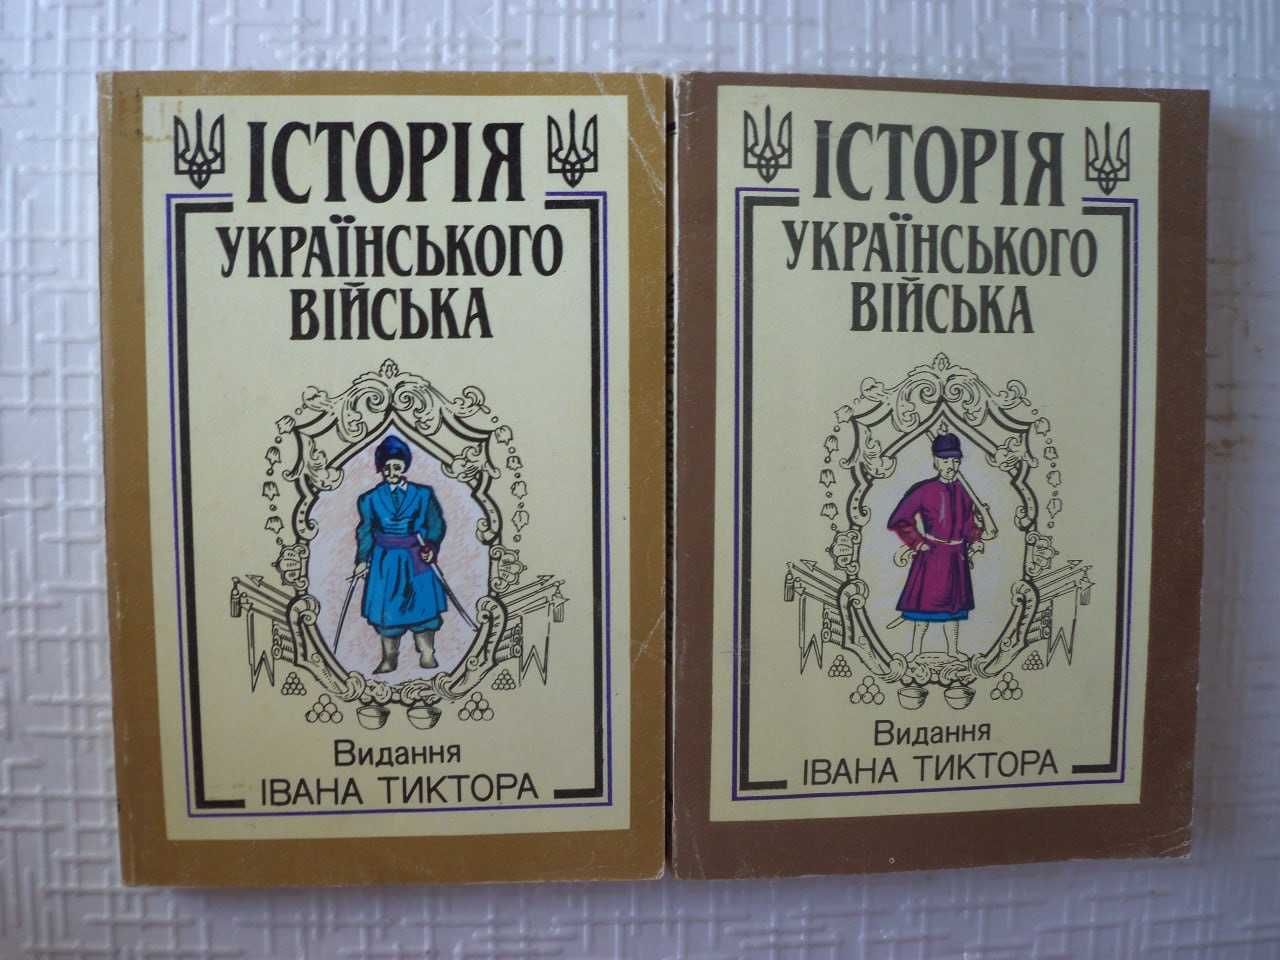 ІСТОРІЯ
УКРАЇНСЬКОГО
ВІЙСЬКА
Видання
ІВАНА ТИКТОРА
ІСТОРІЯ
УКРАЇНСЬКОГО
ВІЙСЬКА
Видання
ІВАНА ТИКТОРА